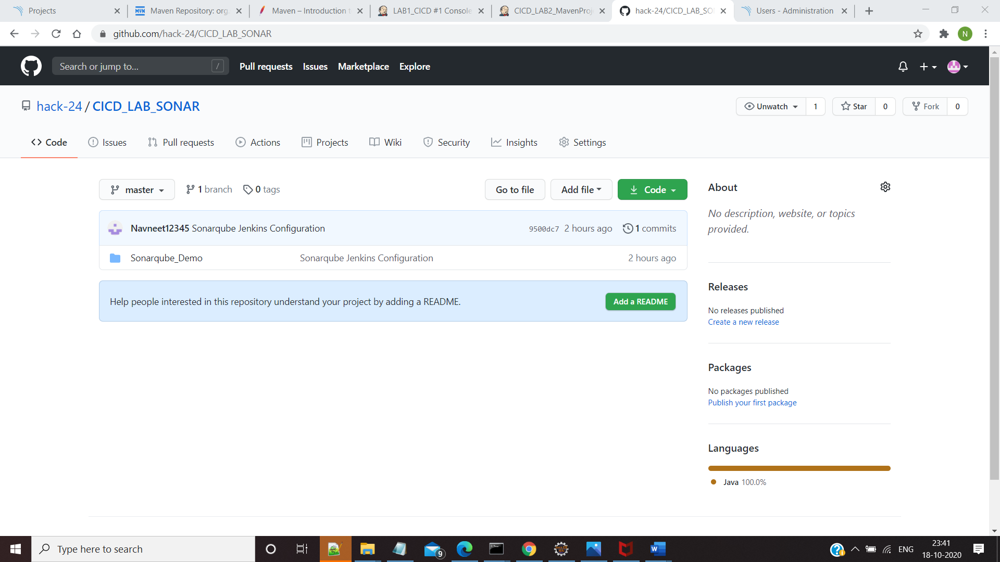 Projects
Maven Repository: org.
Maven – Introduction t
LAB1_CICD #1 Console
CICD_LAB2_MavenProj
hack-24/CICD_LAB_SO
Users - Administration
github.com/hack-24/CICD_LAB_SONAR
N
Search or jump to...
/
Pull requests
Issues
Marketplace
Explore
hack-24 / CICD_LAB_SONAR
Unwatch 1
Star 0
Fork 0
Code
Issues
Pull requests
Actions
Projects
Wiki
Security
Insights
Settings
master
1 branch
0 tags
Go to file
Add file
Code
Navneet12345 Sonarqube Jenkins Configuration
9500dc7 2 hours ago
1 commits
Sonarqube_Demo
Sonarqube Jenkins Configuration
2 hours ago
Help people interested in this repository understand your project by adding a README.
Add a README
About
No description, website, or topics
provided.
Releases
No releases published
Create a new release
Packages
No packages published
Publish your first package
Languages
Java 100.0%
Type here to search
9
ENG
23:41
18-10-2020